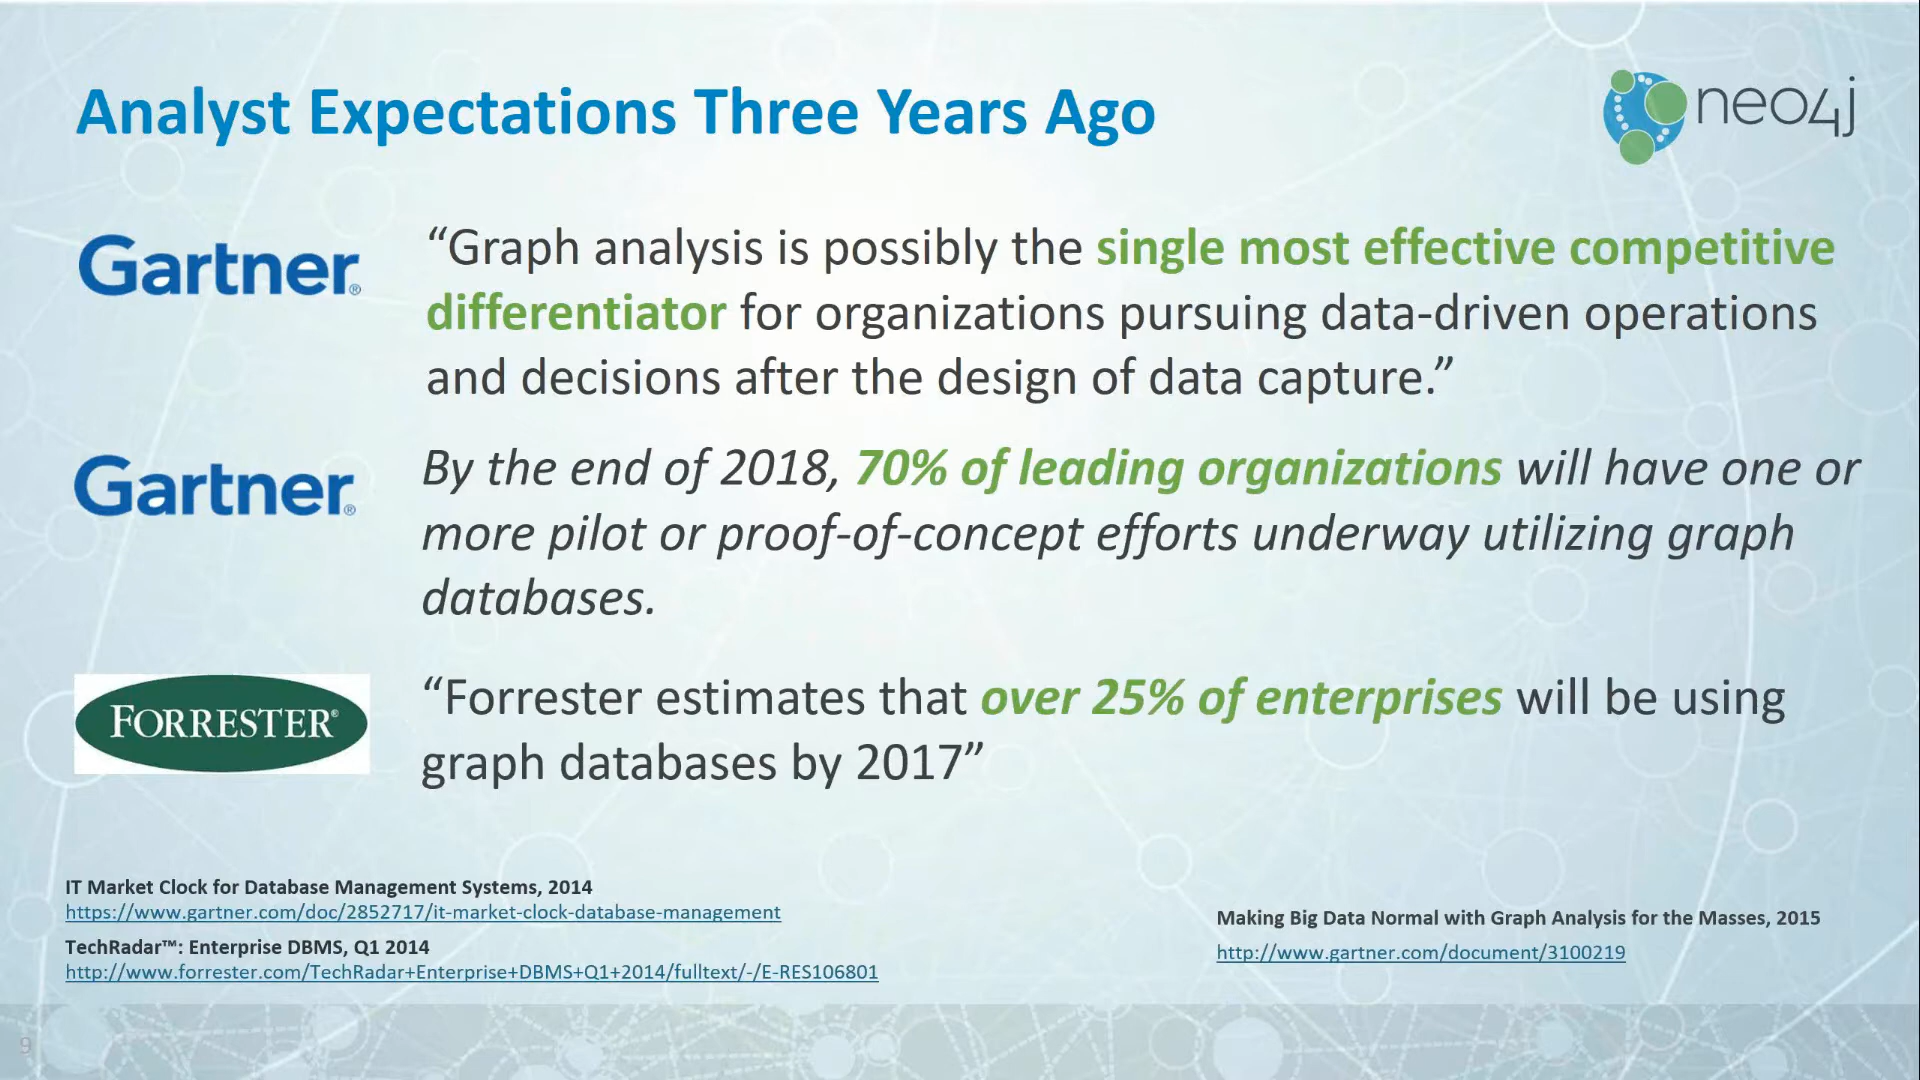 Analyst Expectations Three Years Ago
neo4j
Gartner®
“Graph analysis is possibly the single most effective competitive
differentiator for organizations pursuing data-driven operations
and decisions after the design of data capture.”
Gartner®
By the end of 2018, 70% of leading organizations will have one or
more pilot or proof-of-concept efforts underway utilizing graph
databases.
FORRESTER®
“Forrester estimates that over 25% of enterprises will be using
graph databases by 2017”
IT Market Clock for Database Management Systems, 2014
https://www.gartner.com/doc/2852717/it-market-clock-database-management
TechRadar™: Enterprise DBMS, Q1 2014
http://www.forrester.com/TechRadar+Enterprise+DBMS+Q1+2014/fulltext/-/E-RES106801
Making Big Data Normal with Graph Analysis for the Masses, 2015
http://www.gartner.com/document/3100219
9